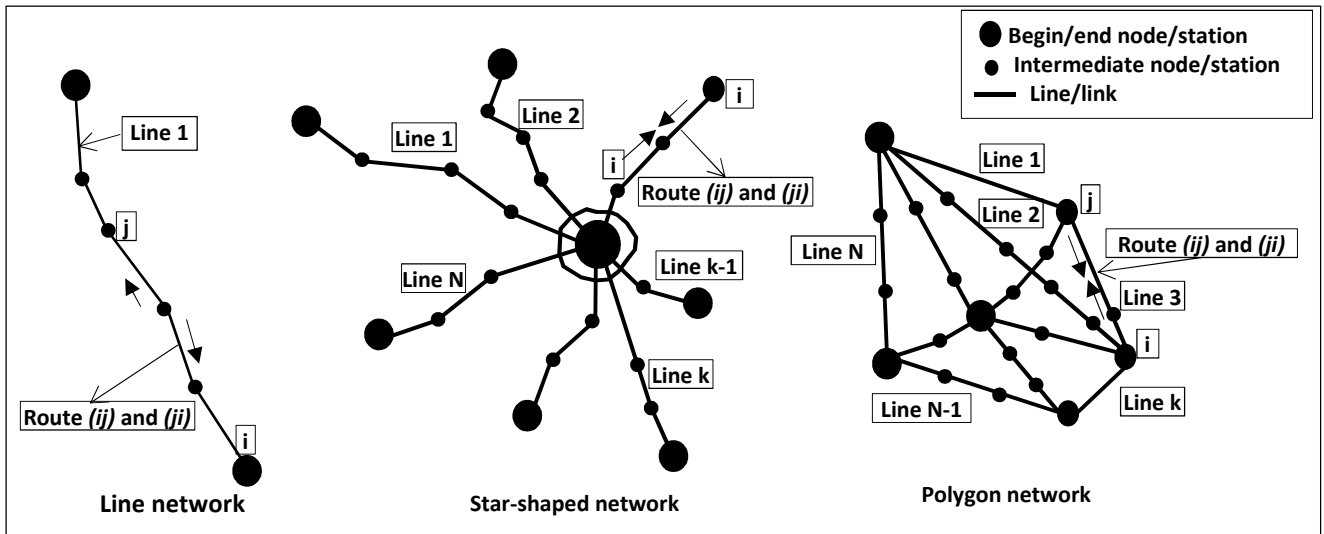 Begin/end node/station
Intermediate node/station
Line/link
Line 1
j
Route (ij) and (ji)
i
Line network
Line 1
Line 2
i
i
Route (ij) and (ji)
Line N
Line k-1
Line k
Star-shaped network
Line 1
Line 2
j
Line N
Route (ij) and (ji)
Line 3
i
Line N-1
Line k
Polygon network